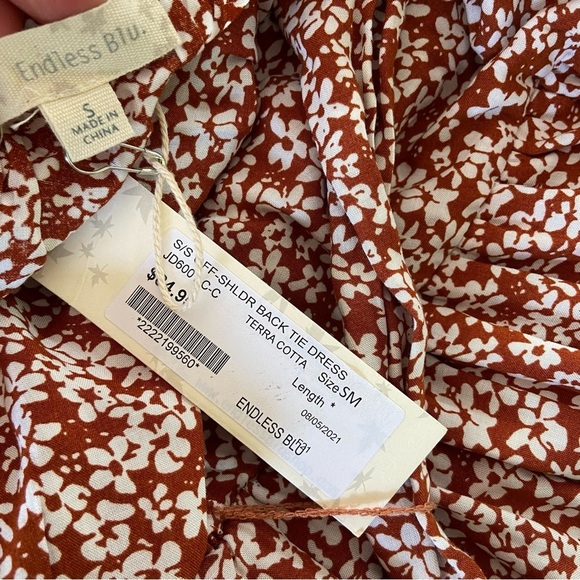 Endless Blu.
S
MADE IN
CHINA
S/S FF-SHLDR BACK TIE DRESS
JD600 C-C
TERRA COTTA Size SM
Length *
08/05/2021
*2222199560*
ENDLESS BLU